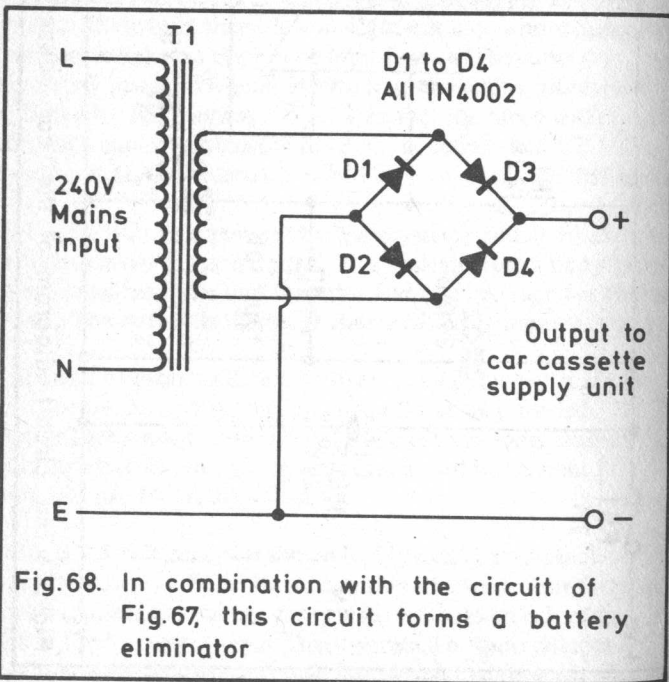 T1
L
D1 to D4
All IN4002
240V
Mains
input
D1
D3
+
D2
D4
Output to
car cassette
supply unit
N
E
−
Fig.68. In combination with the circuit of
Fig.67, this circuit forms a battery
eliminator